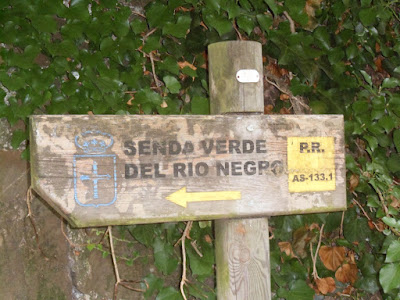 SENDA VERDE
DEL RIO NEGRO
P.R.
AS-133.1